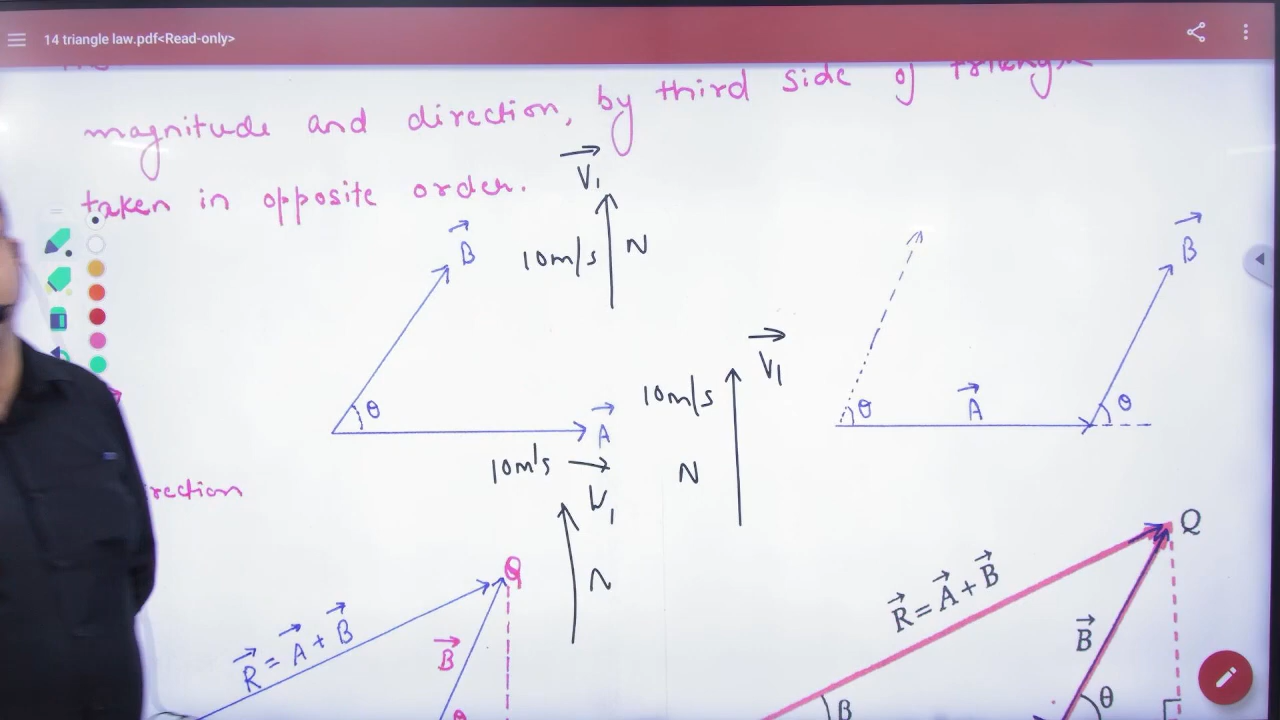 14 triangle law.pdf<Read-only>
magnitude and direction, by third side of triangle
taken in opposite order.
V₁
10m/s N
B
θ
A
10m/s
V₁
N
10m/s
V₁
N
B
θ
A
θ
rection
Q
R = A + B
B
θ
Q
R = A + B
B
β
θ